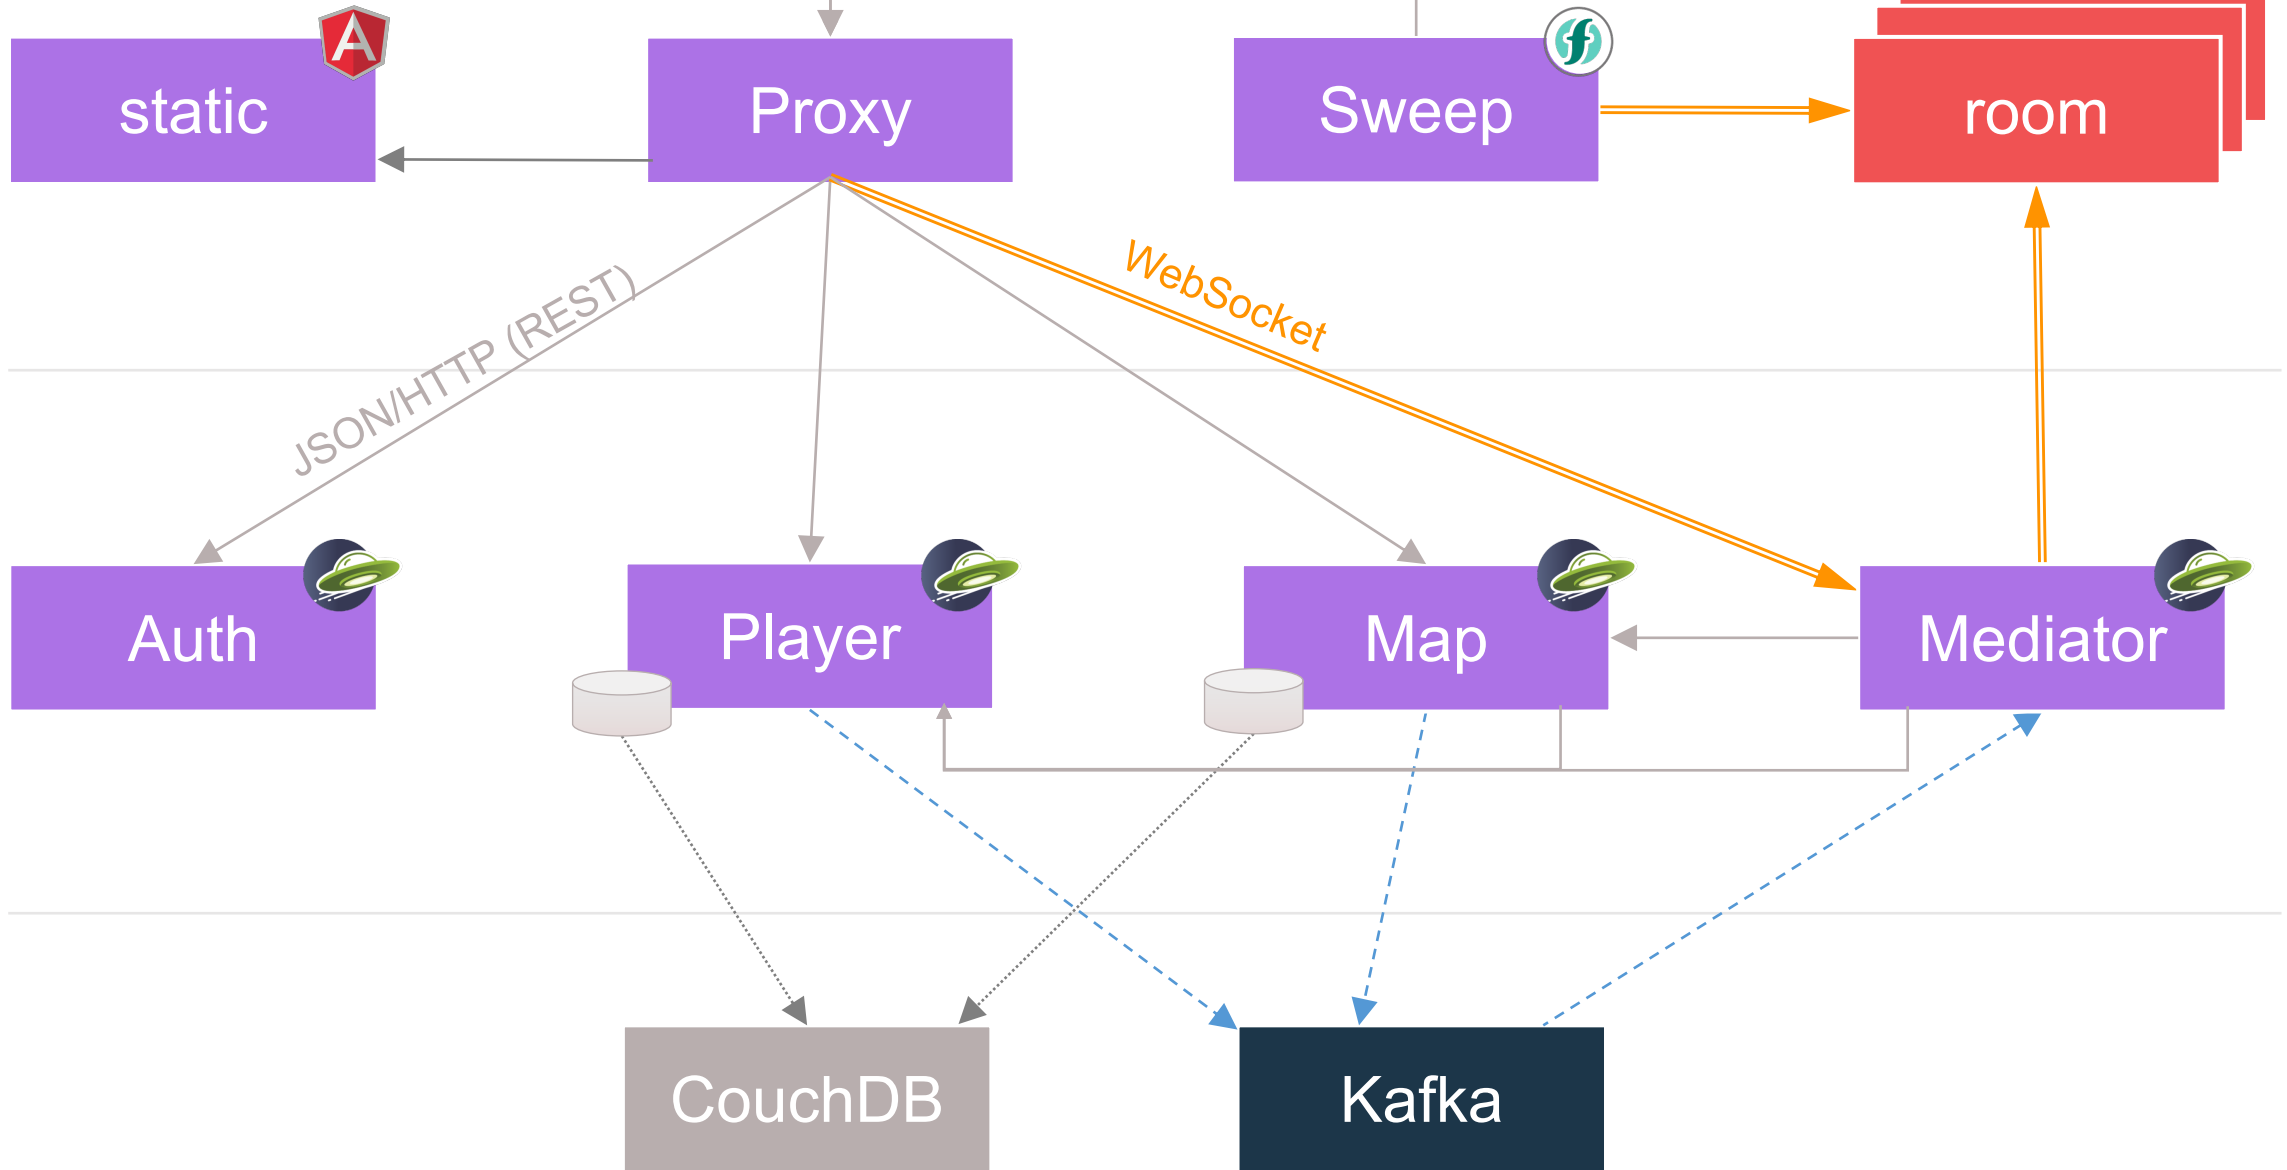 static
Proxy
Sweep
room
WebSocket
JSON/HTTP (REST)
Auth
Player
Map
Mediator
CouchDB
Kafka